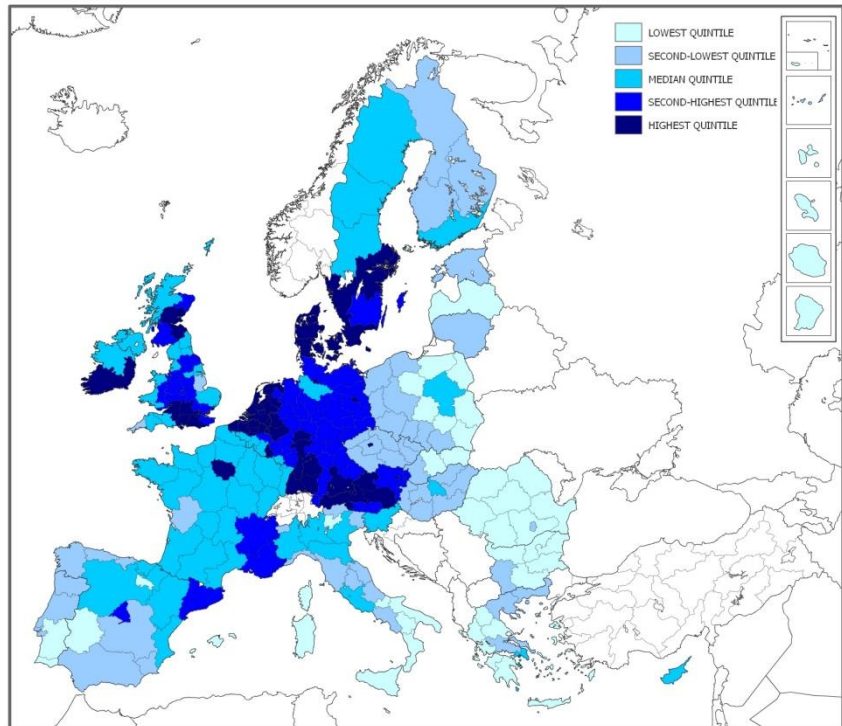 LOWEST QUINTILE
SECOND-LOWEST QUINTILE
MEDIAN QUINTILE
SECOND-HIGHEST QUINTILE
HIGHEST QUINTILE